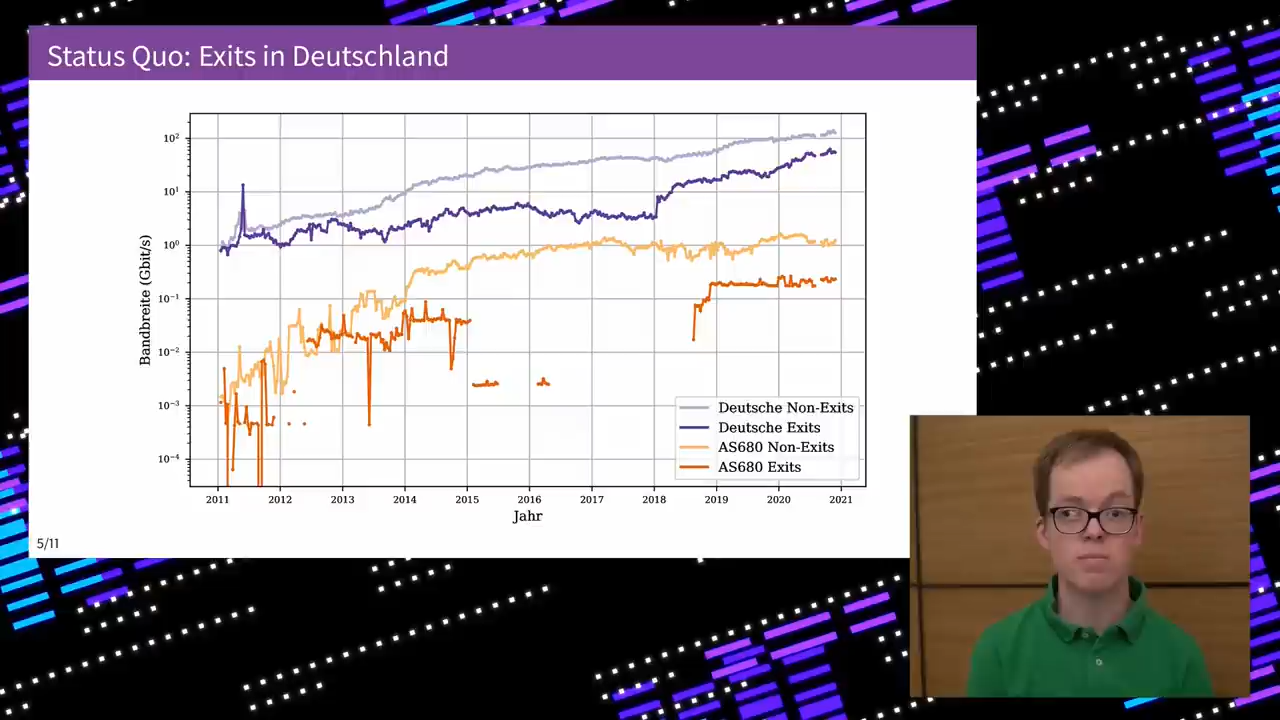 Status Quo: Exits in Deutschland
10²
10¹
10⁰
10⁻¹
10⁻²
10⁻³
10⁻⁴
Bandbreite (Gbit/s)
Deutsche Non-Exits
Deutsche Exits
AS680 Non-Exits
AS680 Exits
2011 2012 2013 2014 2015 2016 2017 2018 2019 2020 2021
Jahr
5/11